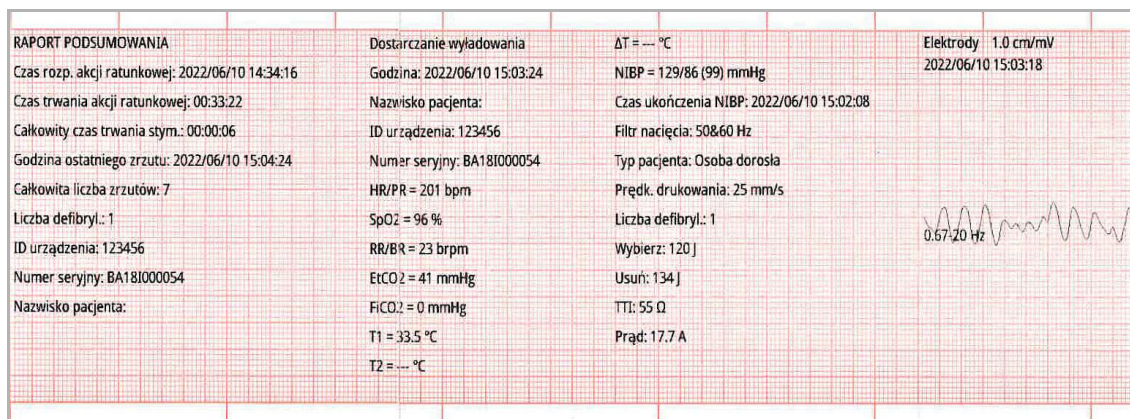 RAPORT PODSUMOWANIA
Czas rozp. akcji ratunkowej: 2022/06/10 14:34:16
Czas trwania akcji ratunkowej: 00:33:22
Całkowity czas trwania stym.: 00:00:06
Godzina ostatniego zrzutu: 2022/06/10 15:04:24
Całkowita liczba zrzutów: 7
Liczba defibryl.: 1
ID urządzenia: 123456
Numer seryjny: BA18I000054
Nazwisko pacjenta:
Dostarczanie wyładowania
Godzina: 2022/06/10 15:03:24
Nazwisko pacjenta:
ID urządzenia: 123456
Numer seryjny: BA18I000054
HR/PR = 201 bpm
SpO2 = 96 %
RR/BR = 23 brpm
EtCO2 = 41 mmHg
FiCO2 = 0 mmHg
T1 = 33.5 °C
T2 = --- °C
ΔT = --- °C
NIBP = 129/86 (99) mmHg
Czas ukończenia NIBP: 2022/06/10 15:02:08
Filtr nacięcia: 50&60 Hz
Typ pacjenta: Osoba dorosła
Prędk. drukowania: 25 mm/s
Liczba defibryl.: 1
Wybierz: 120 J
Usuń: 134 J
TTI: 55 Ω
Prąd: 17.7 A
Elektrody 1.0 cm/mV
2022/06/10 15:03:18
0.67-20 Hz